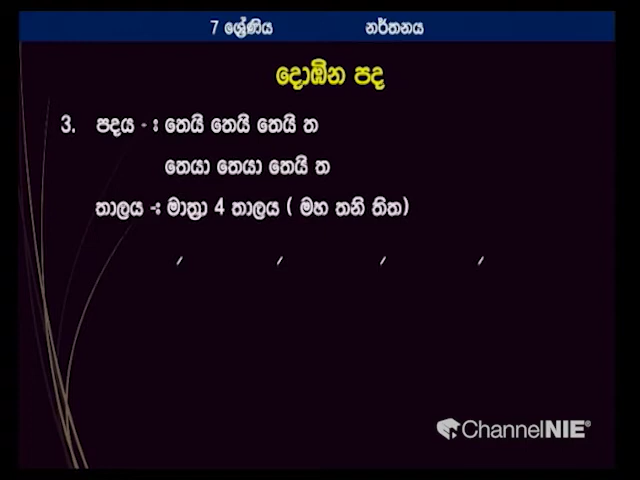 7 ශ්‍රේණිය නර්තනය
දොඹින පද
3. පදය - : තෙයි තෙයි තෙයි ත
තෙයා තෙයා තෙයි ත
තාලය -: මාත්‍රා 4 තාලය ( මහ තනි තිත)
ChannelNIE®